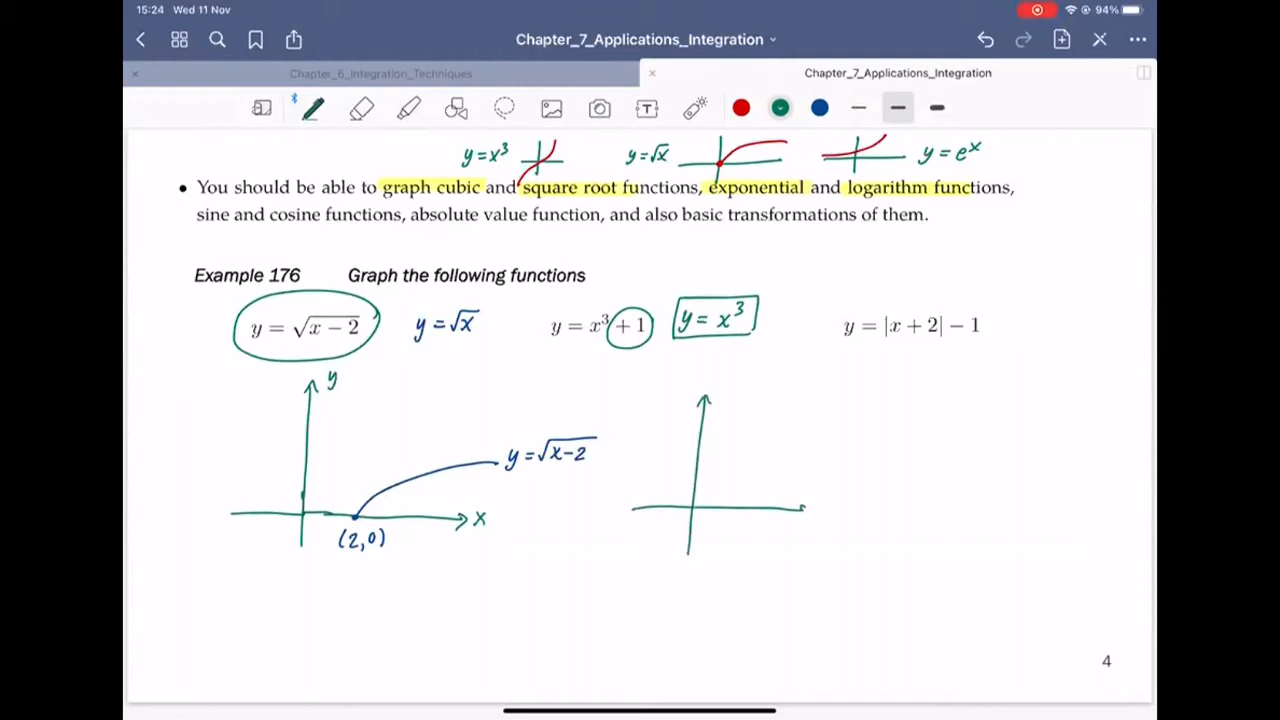 15:24 Wed 11 Nov
94%
Chapter_7_Applications_Integration
Chapter_6_Integration_Techniques
Chapter_7_Applications_Integration
y=x³ y=√x y=eˣ
• You should be able to graph cubic and square root functions, exponential and logarithm functions,
sine and cosine functions, absolute value function, and also basic transformations of them.
Example 176 Graph the following functions
y = √x − 2 y=√x y = x³ + 1 y = x³ y = |x + 2| − 1
y
y=√x-2
x
(2,0)
4